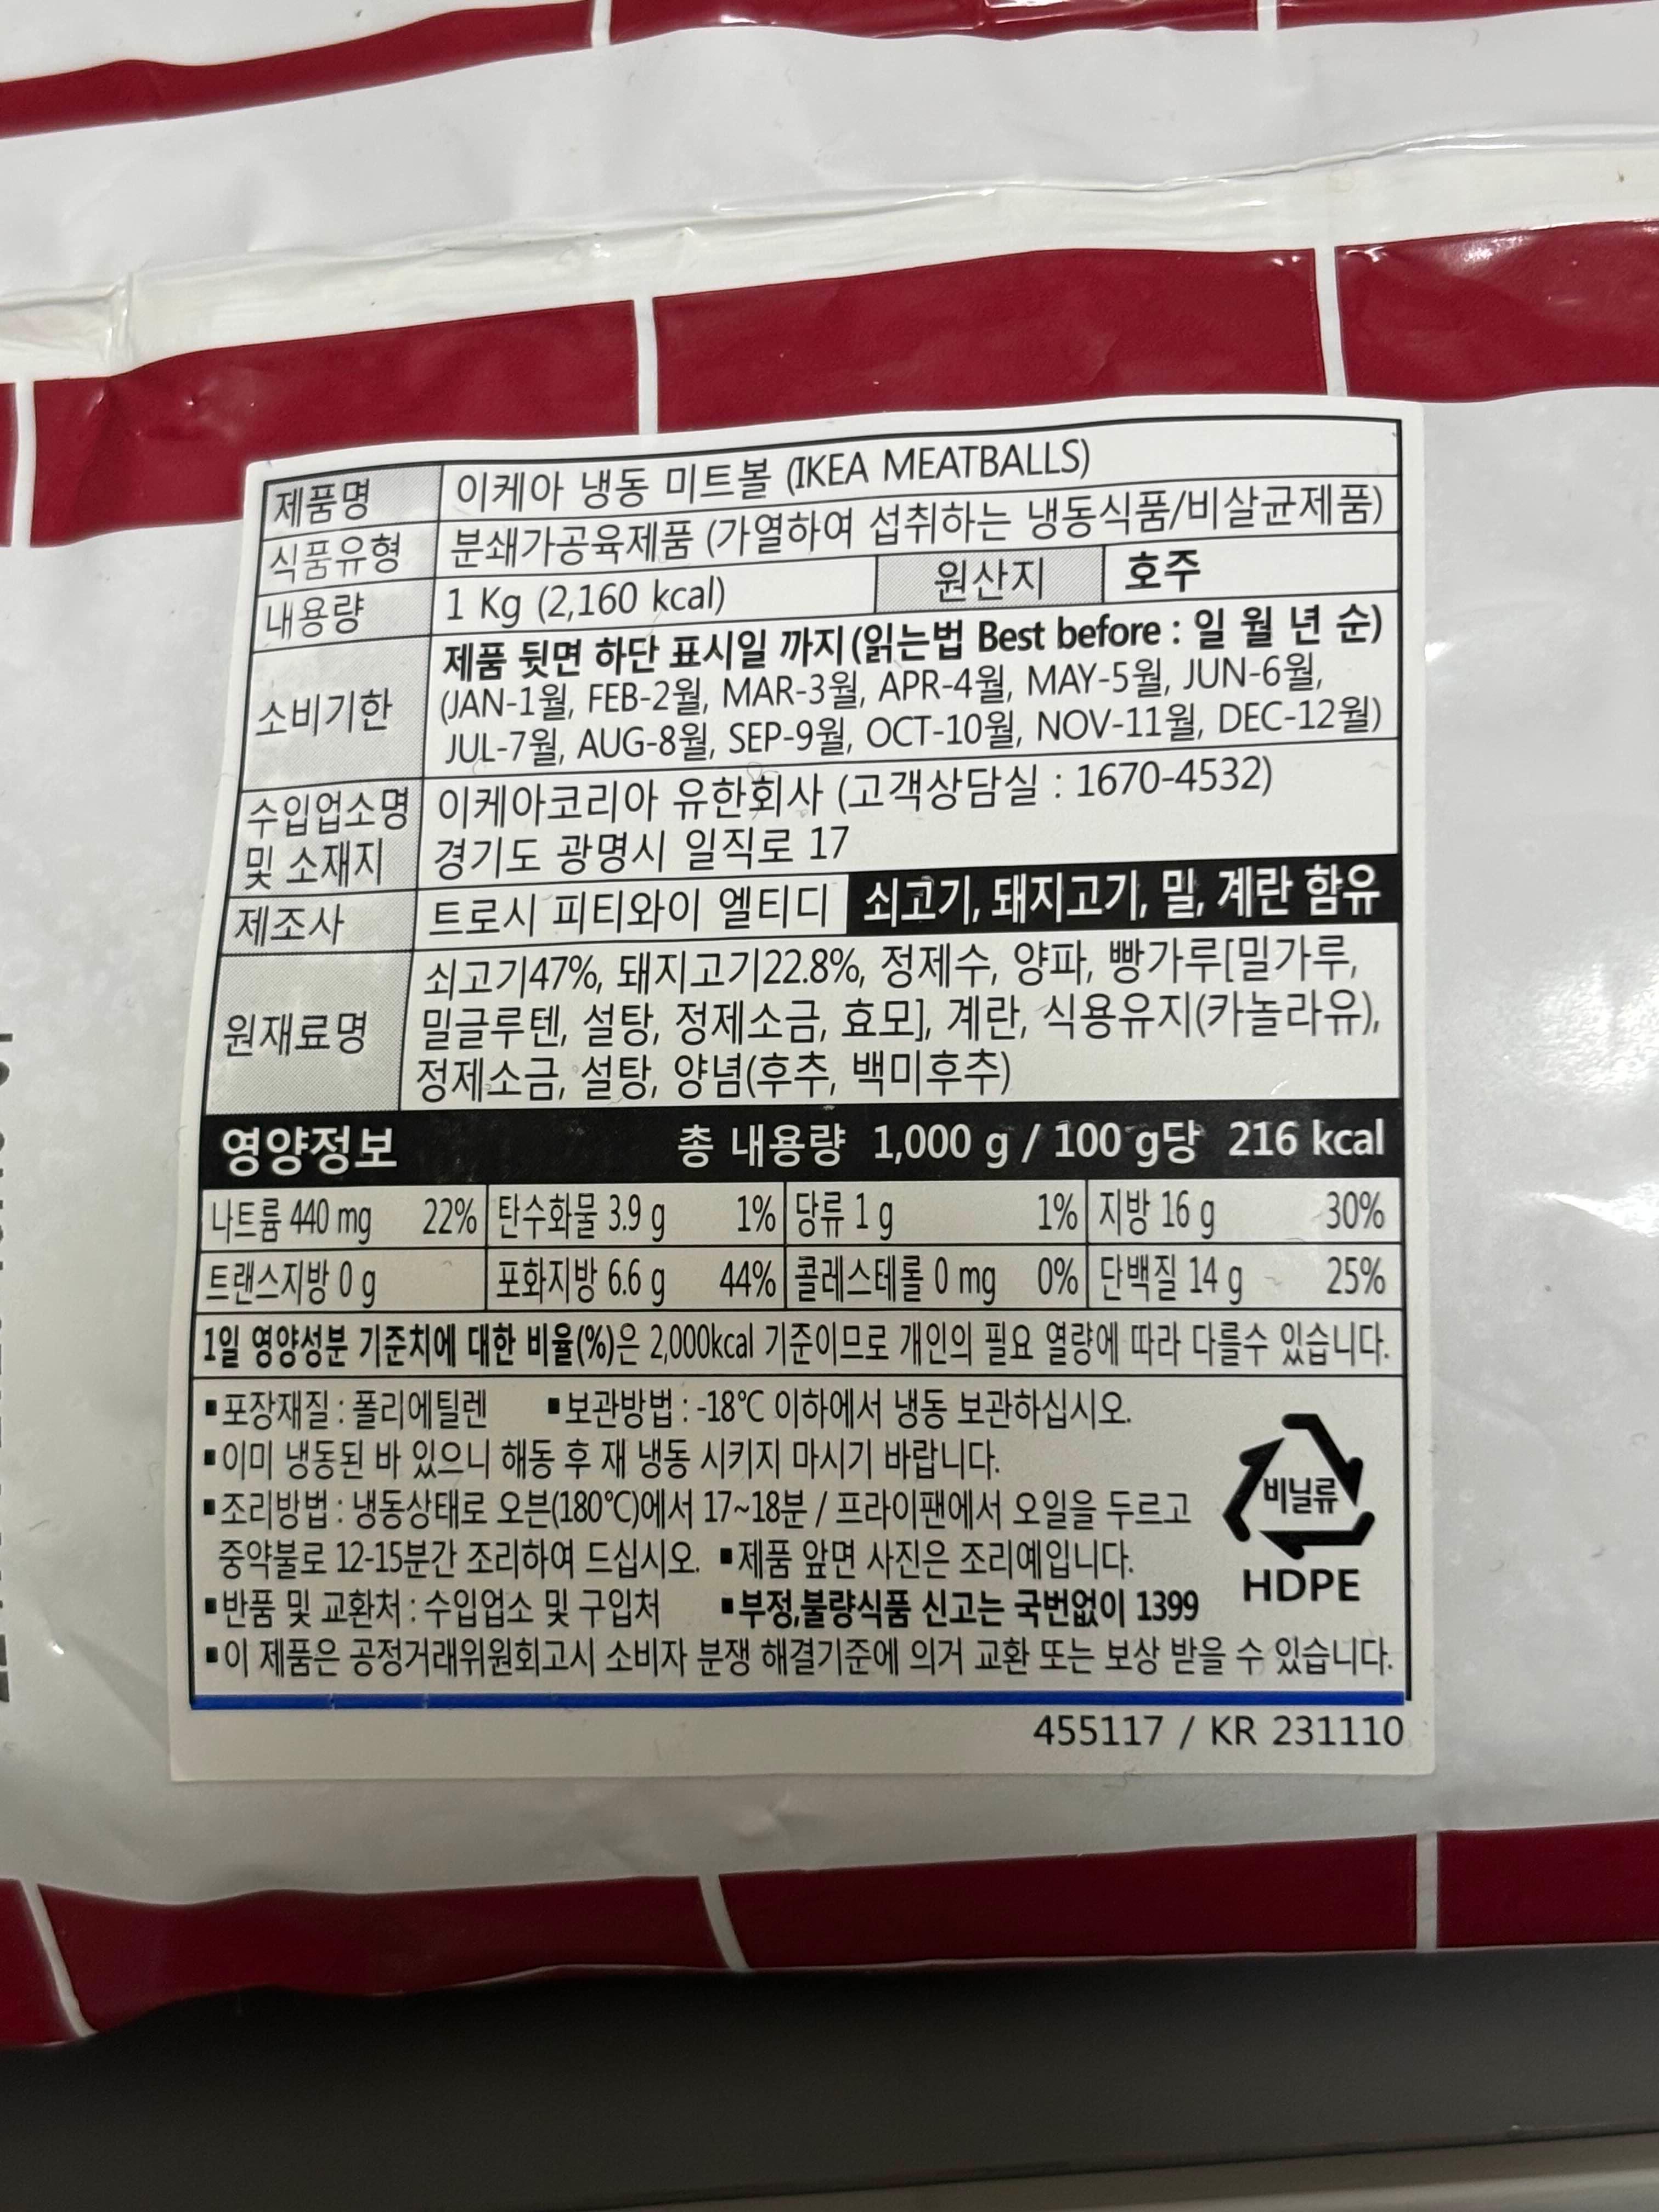 제품명 이케아 냉동 미트볼 (IKEA MEATBALLS)
식품유형 분쇄가공육제품 (가열하여 섭취하는 냉동식품/비살균제품)
내용량 1 Kg (2,160 kcal) 원산지 호주
소비기한 제품 뒷면 하단 표시일 까지 (읽는법 Best before : 일 월 년 순)
(JAN-1월, FEB-2월, MAR-3월, APR-4월, MAY-5월, JUN-6월,
JUL-7월, AUG-8월, SEP-9월, OCT-10월, NOV-11월, DEC-12월)
수입업소명 이케아코리아 유한회사 (고객상담실 : 1670-4532)
및 소재지 경기도 광명시 일직로 17
제조사 트로시 피티와이 엘티디 쇠고기, 돼지고기, 밀, 계란 함유
원재료명 쇠고기47%, 돼지고기22.8%, 정제수, 양파, 빵가루[밀가루,
밀글루텐, 설탕, 정제소금, 효모], 계란, 식용유지(카놀라유),
정제소금, 설탕, 양념(후추, 백미후추)
영양정보 총 내용량 1,000 g / 100 g당 216 kcal
나트륨 440 mg 22% 탄수화물 3.9 g 1% 당류 1 g 1% 지방 16 g 30%
트랜스지방 0 g 포화지방 6.6 g 44% 콜레스테롤 0 mg 0% 단백질 14 g 25%
1일 영양성분 기준치에 대한 비율(%)은 2,000kcal 기준이므로 개인의 필요 열량에 따라 다를수 있습니다.
▪포장재질 : 폴리에틸렌 ▪보관방법 : -18℃ 이하에서 냉동 보관하십시오.
▪이미 냉동된 바 있으니 해동 후 재 냉동 시키지 마시기 바랍니다.
▪조리방법 : 냉동상태로 오븐(180℃)에서 17~18분 / 프라이팬에서 오일을 두르고
중약불로 12-15분간 조리하여 드십시오. ▪제품 앞면 사진은 조리예입니다.
▪반품 및 교환처 : 수입업소 및 구입처 ▪부정,불량식품 신고는 국번없이 1399
▪이 제품은 공정거래위원회고시 소비자 분쟁 해결기준에 의거 교환 또는 보상 받을 수 있습니다.
비닐류
HDPE
455117 / KR 231110